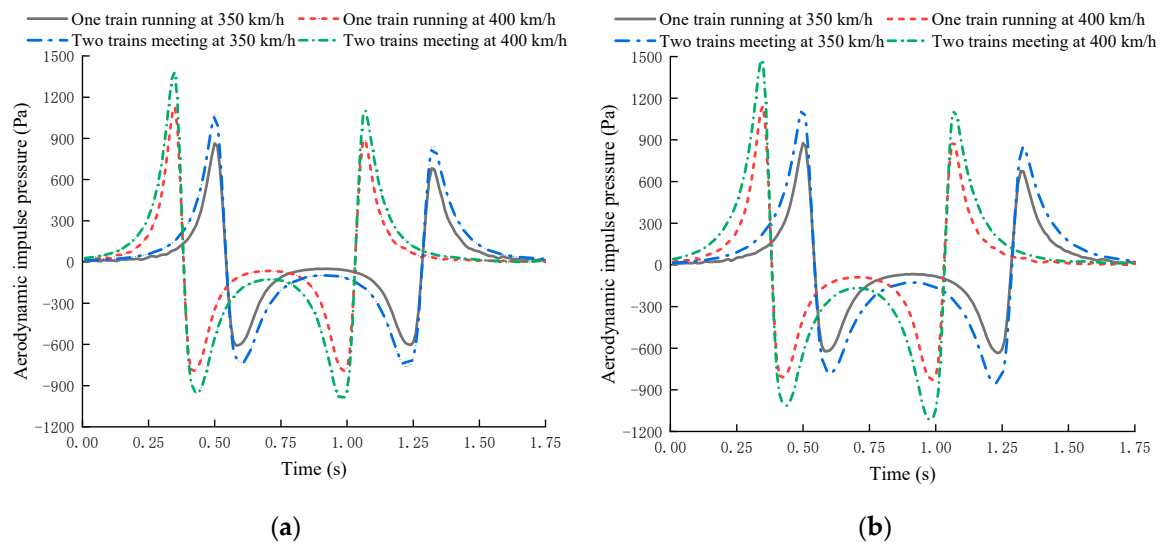 One train running at 350 km/h One train running at 400 km/h
Two trains meeting at 350 km/h Two trains meeting at 400 km/h
Aerodynamic impulse pressure (Pa)
1500
1200
900
600
300
0
−300
−600
−900
−1200
0.00 0.25 0.50 0.75 1.00 1.25 1.50 1.75
Time (s)
(a)
One train running at 350 km/h One train running at 400 km/h
Two trains meeting at 350 km/h Two trains meeting at 400 km/h
Aerodynamic impulse pressure (Pa)
1500
1200
900
600
300
0
−300
−600
−900
−1200
0.00 0.25 0.50 0.75 1.00 1.25 1.50 1.75
Time (s)
(b)